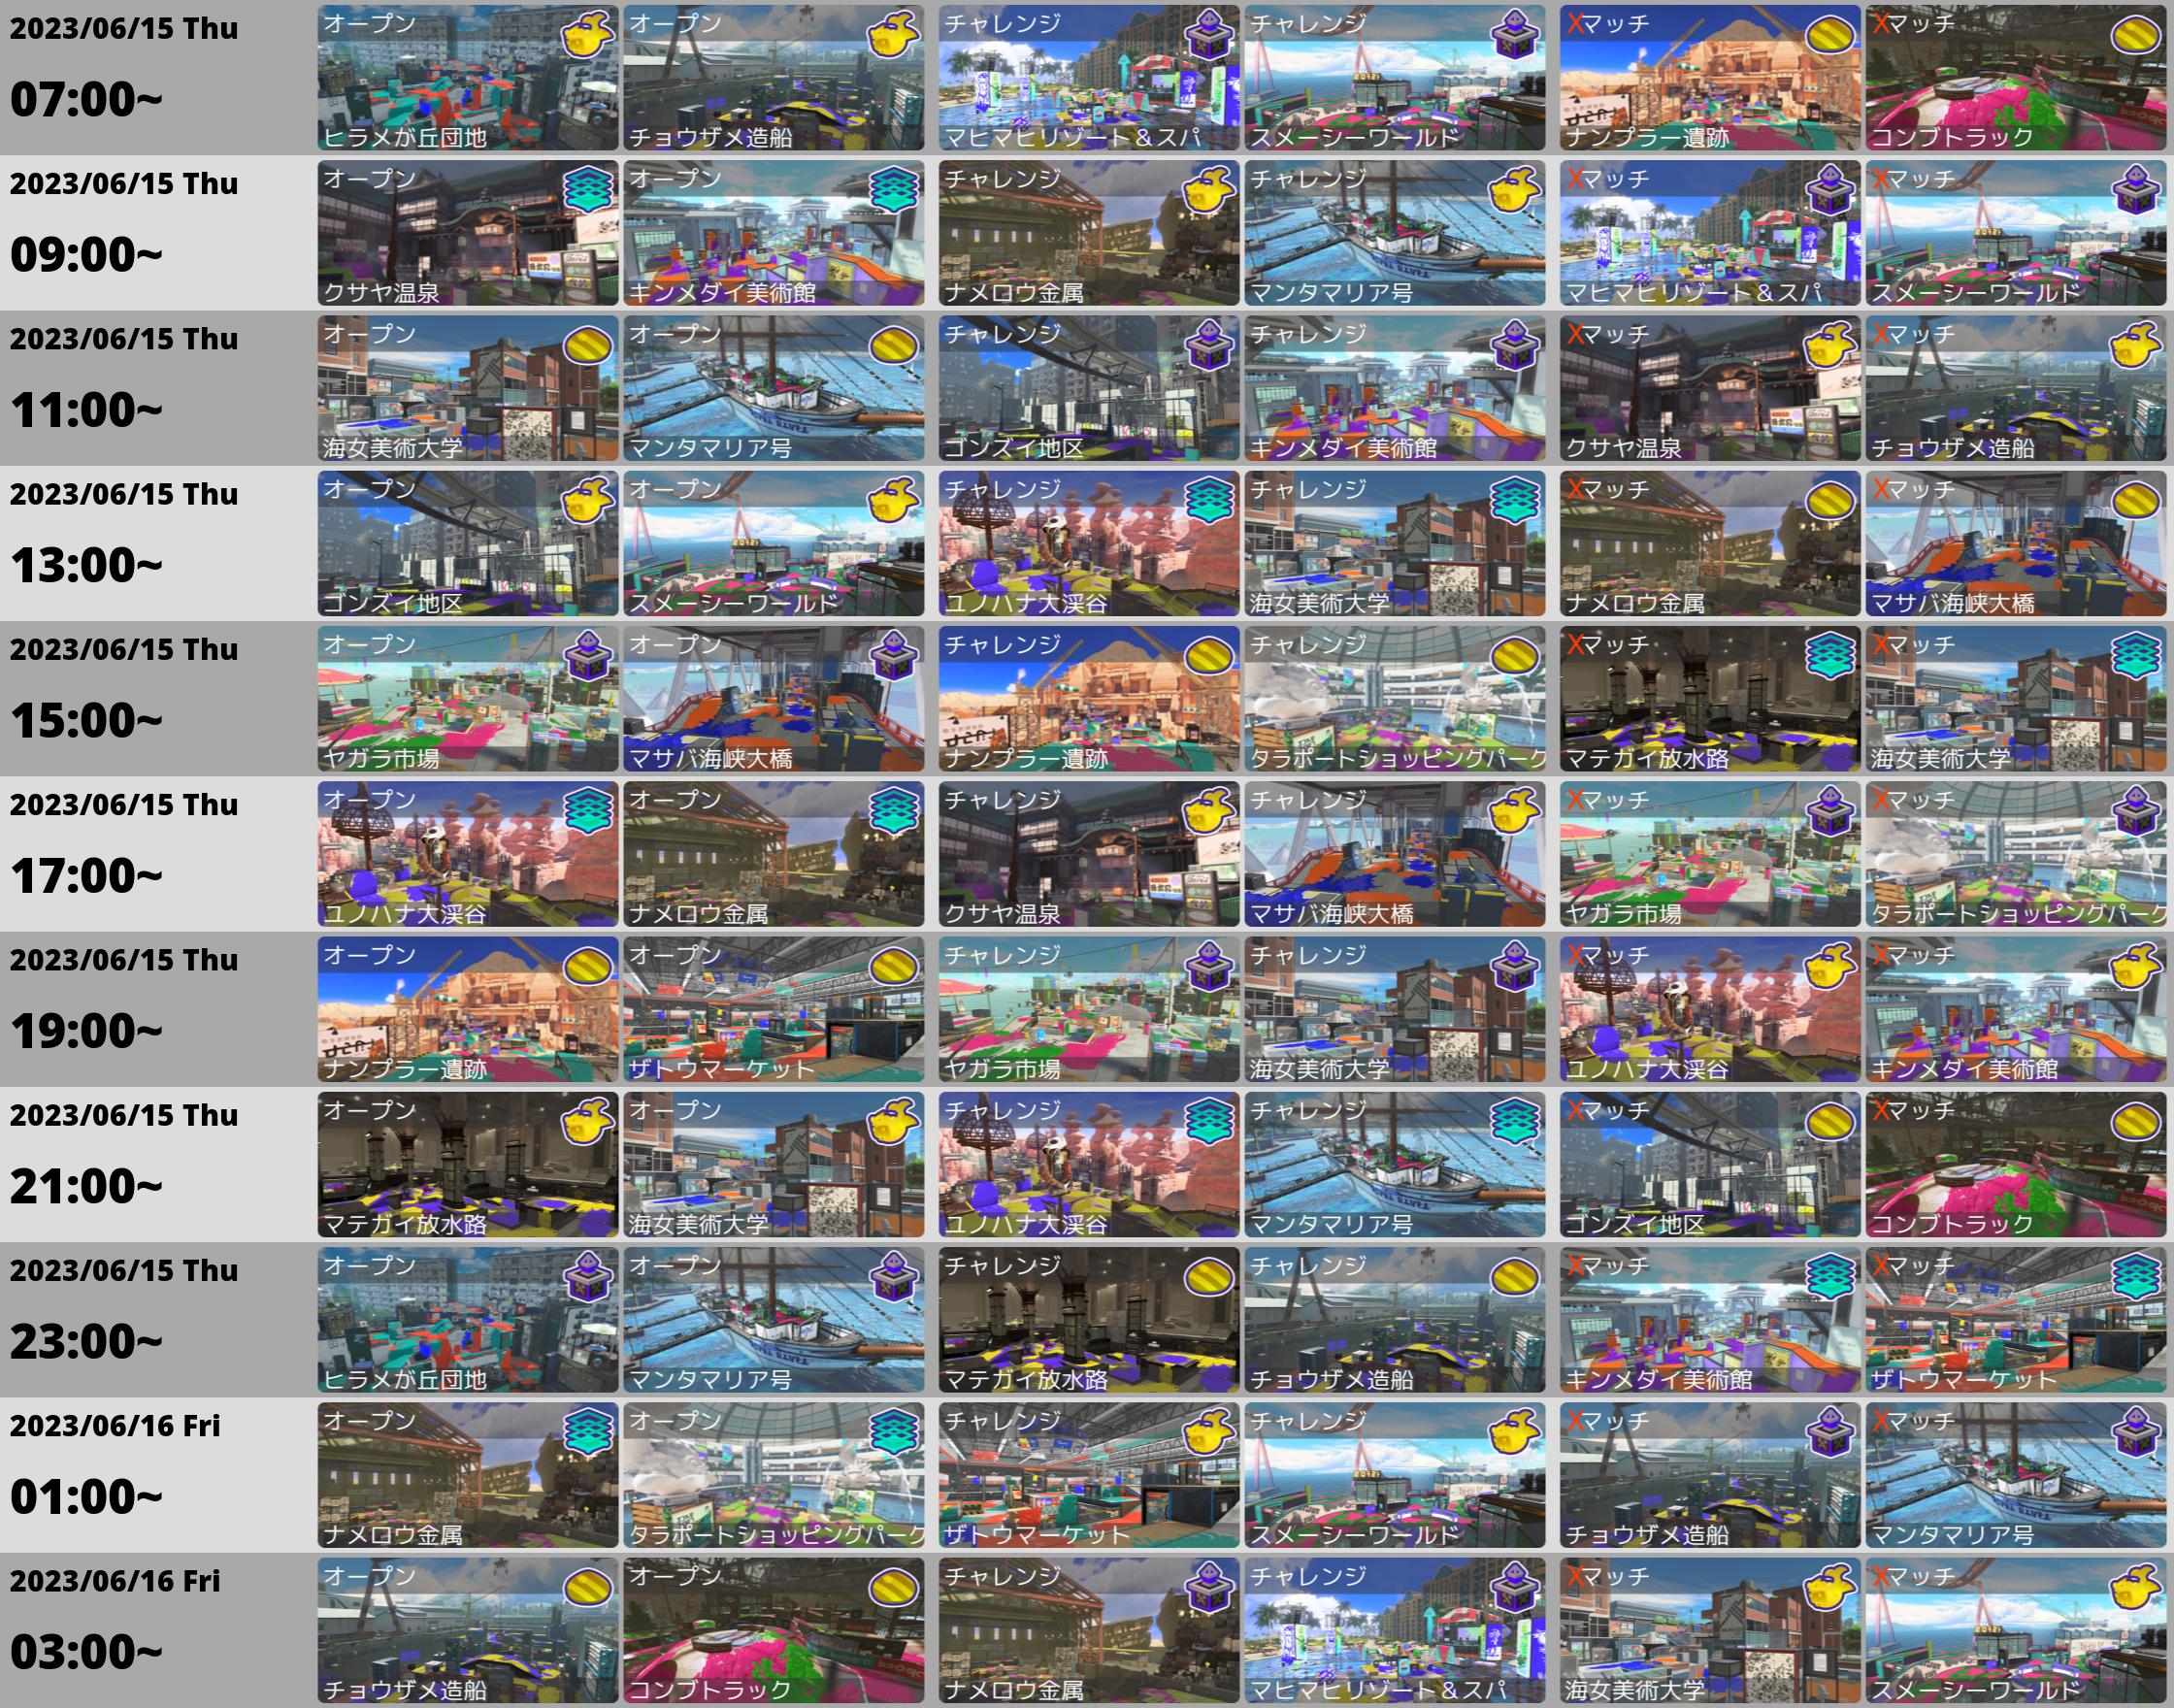 2023/06/15 Thu
07:00~
オープン
ヒラメが丘団地
オープン
チョウザメ造船
チャレンジ
マヒマヒリゾート＆スパ
チャレンジ
スメーシーワールド
Xマッチ
ナンプラー遺跡
Xマッチ
コンブトラック
2023/06/15 Thu
09:00~
オープン
クサヤ温泉
オープン
キンメダイ美術館
チャレンジ
ナメロウ金属
チャレンジ
マンタマリア号
Xマッチ
マヒマヒリゾート＆スパ
Xマッチ
スメーシーワールド
2023/06/15 Thu
11:00~
オープン
海女美術大学
オープン
マンタマリア号
チャレンジ
ゴンズイ地区
チャレンジ
キンメダイ美術館
Xマッチ
クサヤ温泉
Xマッチ
チョウザメ造船
2023/06/15 Thu
13:00~
オープン
ゴンズイ地区
オープン
スメーシーワールド
チャレンジ
ユノハナ大渓谷
チャレンジ
海女美術大学
Xマッチ
ナメロウ金属
Xマッチ
マサバ海峡大橋
2023/06/15 Thu
15:00~
オープン
ヤガラ市場
オープン
マサバ海峡大橋
チャレンジ
ナンプラー遺跡
チャレンジ
タラポートショッピングパーク
Xマッチ
マテガイ放水路
Xマッチ
海女美術大学
2023/06/15 Thu
17:00~
オープン
ユノハナ大渓谷
オープン
ナメロウ金属
チャレンジ
クサヤ温泉
チャレンジ
マサバ海峡大橋
Xマッチ
ヤガラ市場
Xマッチ
タラポートショッピングパーク
2023/06/15 Thu
19:00~
オープン
ナンプラー遺跡
オープン
ザトウマーケット
チャレンジ
ヤガラ市場
チャレンジ
海女美術大学
Xマッチ
ユノハナ大渓谷
Xマッチ
キンメダイ美術館
2023/06/15 Thu
21:00~
オープン
マテガイ放水路
オープン
海女美術大学
チャレンジ
ユノハナ大渓谷
チャレンジ
マンタマリア号
Xマッチ
ゴンズイ地区
Xマッチ
コンブトラック
2023/06/15 Thu
23:00~
オープン
ヒラメが丘団地
オープン
マンタマリア号
チャレンジ
マテガイ放水路
チャレンジ
チョウザメ造船
Xマッチ
キンメダイ美術館
Xマッチ
ザトウマーケット
2023/06/16 Fri
01:00~
オープン
ナメロウ金属
オープン
タラポートショッピングパーク
チャレンジ
ザトウマーケット
チャレンジ
スメーシーワールド
Xマッチ
チョウザメ造船
Xマッチ
マンタマリア号
2023/06/16 Fri
03:00~
オープン
チョウザメ造船
オープン
コンブトラック
チャレンジ
ナメロウ金属
チャレンジ
マヒマヒリゾート＆スパ
Xマッチ
海女美術大学
Xマッチ
スメーシーワールド